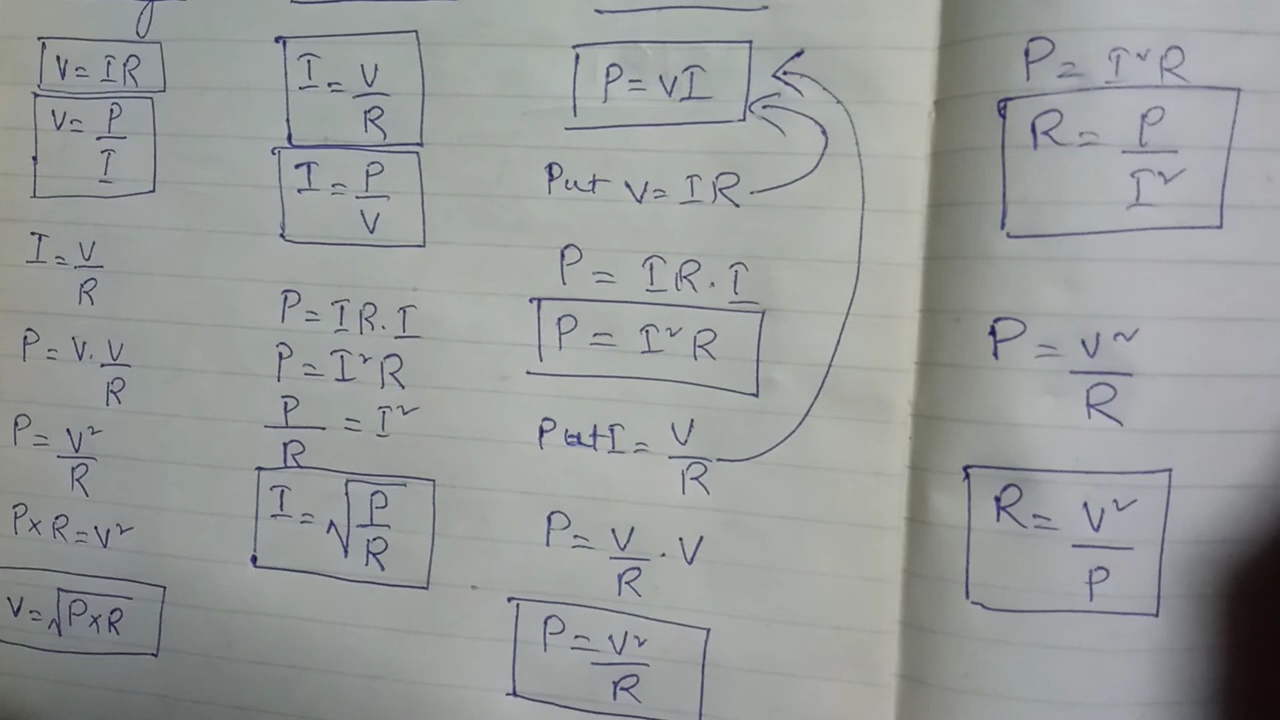 V = IR
V = P/I
I = V/R
P = V. V/R
P = V²/R
P x R = V²
V = √P x R
I = V/R
I = P/V
P = IR. I
P = I²R
P/R = I²
I = √P/R
P = VI
Put V = IR
P = IR. I
P = I²R
Put I = V/R
P = V/R . V
P = V²/R
P = I²R
R = P/I²
P = V²/R
R = V²/P